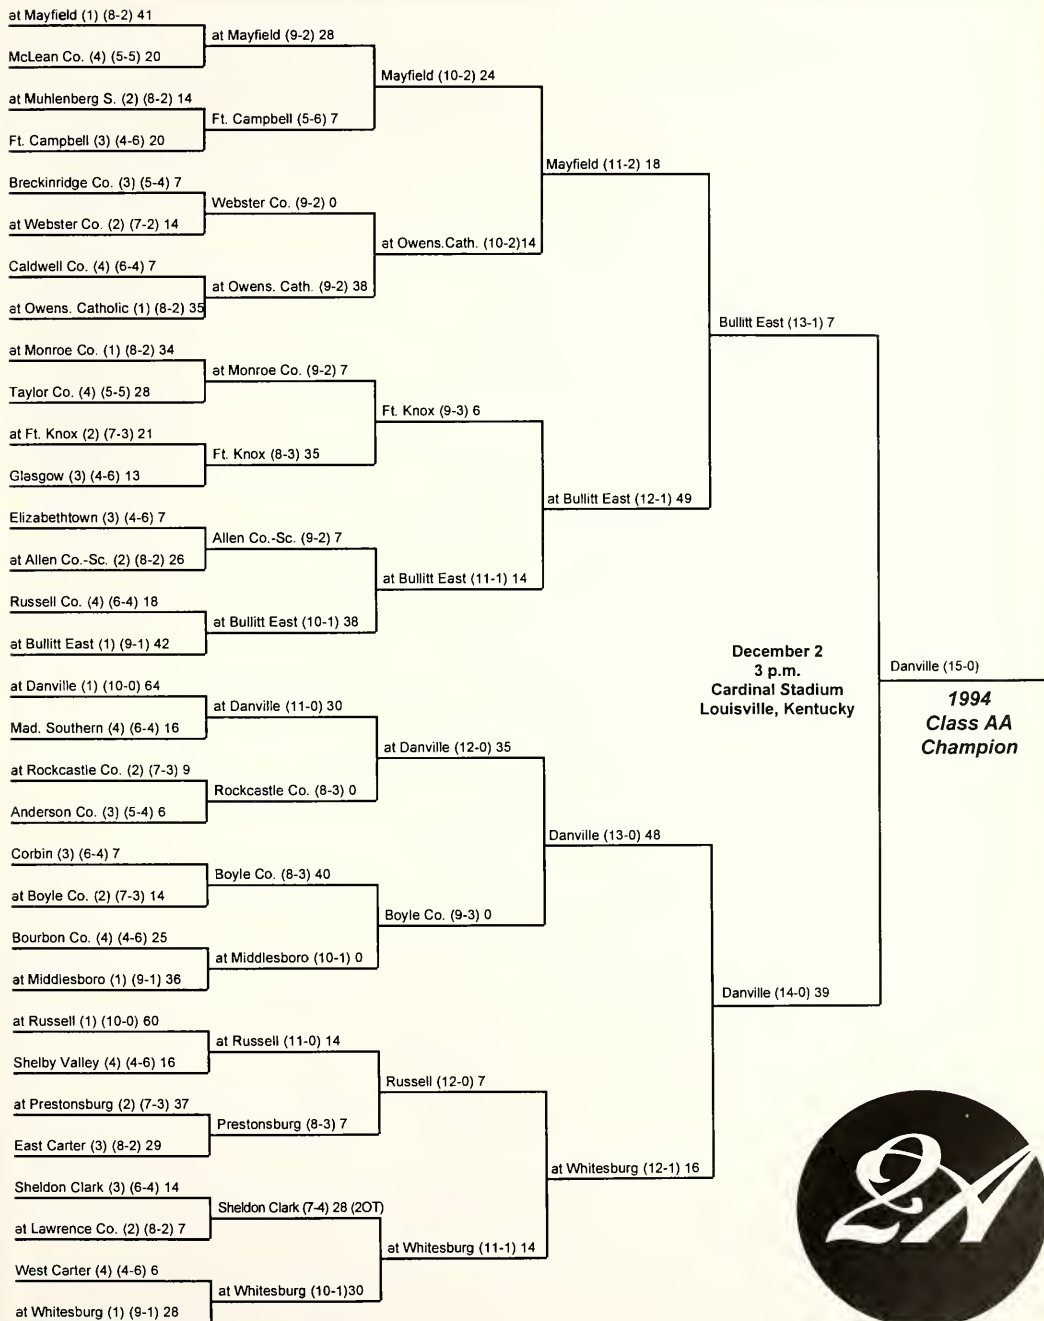 at Mayfield (1) (8-2) 41
McLean Co. (4) (5-5) 20
at Muhlenberg S. (2) (8-2) 14
Ft. Campbell (3) (4-6) 20
Breckinridge Co. (3) (5-4) 7
at Webster Co. (2) (7-2) 14
Caldwell Co. (4) (6-4) 7
at Owens. Catholic (1) (8-2) 35
at Monroe Co. (1) (8-2) 34
Taylor Co. (4) (5-5) 28
at Ft. Knox (2) (7-3) 21
Glasgow (3) (4-6) 13
Elizabethtown (3) (4-6) 7
at Allen Co.-Sc. (2) (8-2) 26
Russell Co. (4) (6-4) 18
at Bullitt East (1) (9-1) 42
at Danville (1) (10-0) 64
Mad. Southern (4) (6-4) 16
at Rockcastle Co. (2) (7-3) 9
Anderson Co. (3) (5-4) 6
Corbin (3) (6-4) 7
at Boyle Co. (2) (7-3) 14
Bourbon Co. (4) (4-6) 25
at Middlesboro (1) (9-1) 36
at Russell (1) (10-0) 60
Shelby Valley (4) (4-6) 16
at Prestonsburg (2) (7-3) 37
East Carter (3) (8-2) 29
Sheldon Clark (3) (6-4) 14
at Lawrence Co. (2) (8-2) 7
West Carter (4) (4-6) 6
at Whitesburg (1) (9-1) 28
at Mayfield (9-2) 28
Ft. Campbell (5-6) 7
Webster Co. (9-2) 0
at Owens. Cath. (9-2) 38
at Monroe Co. (9-2) 7
Ft. Knox (8-3) 35
Allen Co.-Sc. (9-2) 7
at Bullitt East (10-1) 38
at Danville (11-0) 30
Rockcastle Co. (8-3) 0
Boyle Co. (8-3) 40
at Middlesboro (10-1) 0
at Russell (11-0) 14
Prestonsburg (8-3) 7
Sheldon Clark (7-4) 28 (2OT)
at Whitesburg (10-1)30
Mayfield (10-2) 24
at Owens.Cath. (10-2)14
Ft. Knox (9-3) 6
at Bullitt East (11-1) 14
at Danville (12-0) 35
Boyle Co. (9-3) 0
Russell (12-0) 7
at Whitesburg (11-1) 14
Mayfield (11-2) 18
at Bullitt East (12-1) 49
Danville (13-0) 48
at Whitesburg (12-1) 16
Bullitt East (13-1) 7
Danville (14-0) 39
December 2
3 p.m.
Cardinal Stadium
Louisville, Kentucky
Danville (15-0)
1994
Class AA
Champion
2A